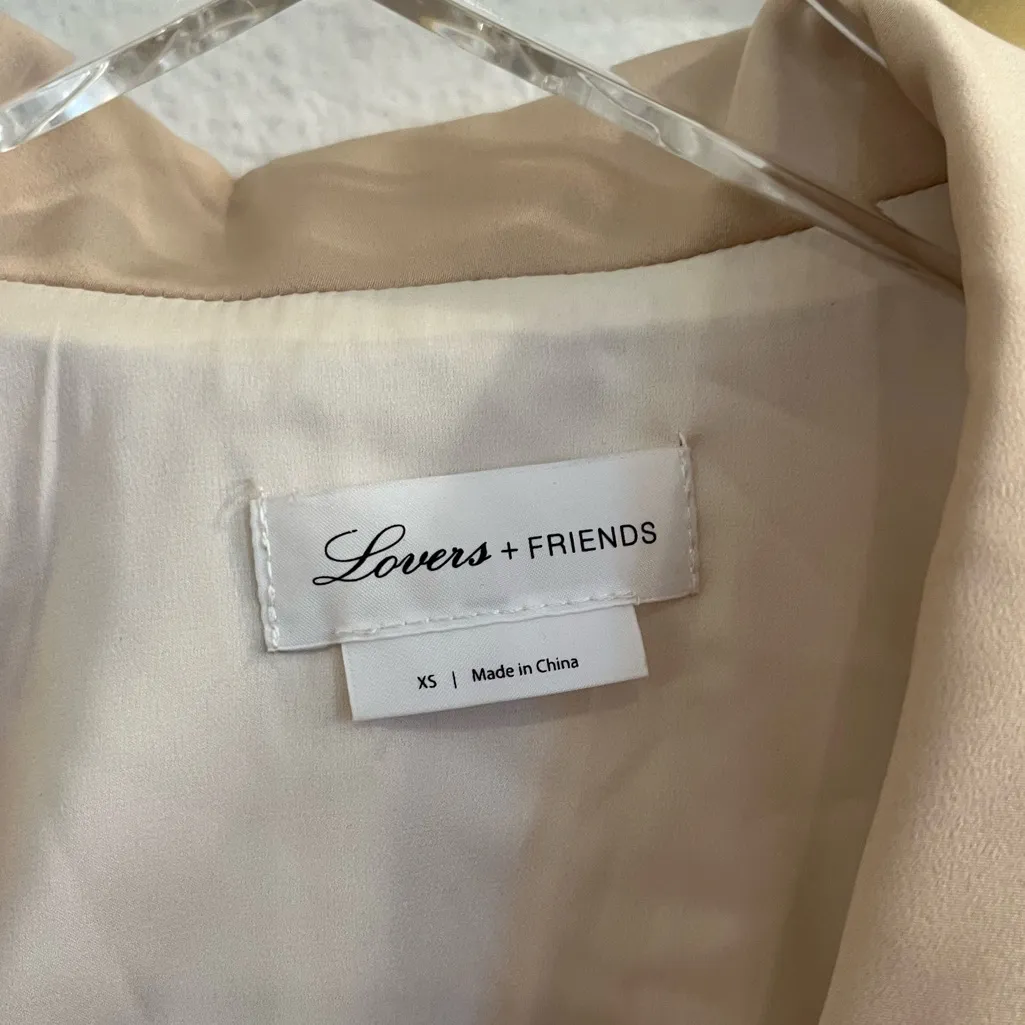 Lovers + FRIENDS
XS | Made in China